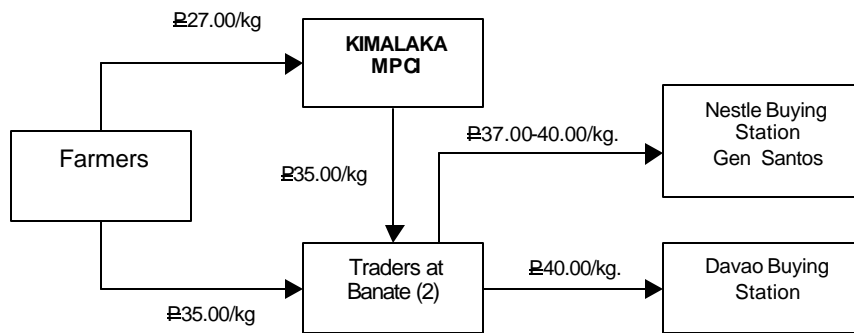 ₽27.00/kg
KIMALAKA
MPCI
Nestle Buying
Station
Gen Santos
₽37.00-40.00/kg.
Farmers
₽35.00/kg
Traders at
Banate (2)
₽40.00/kg.
Davao Buying
Station
₽35.00/kg